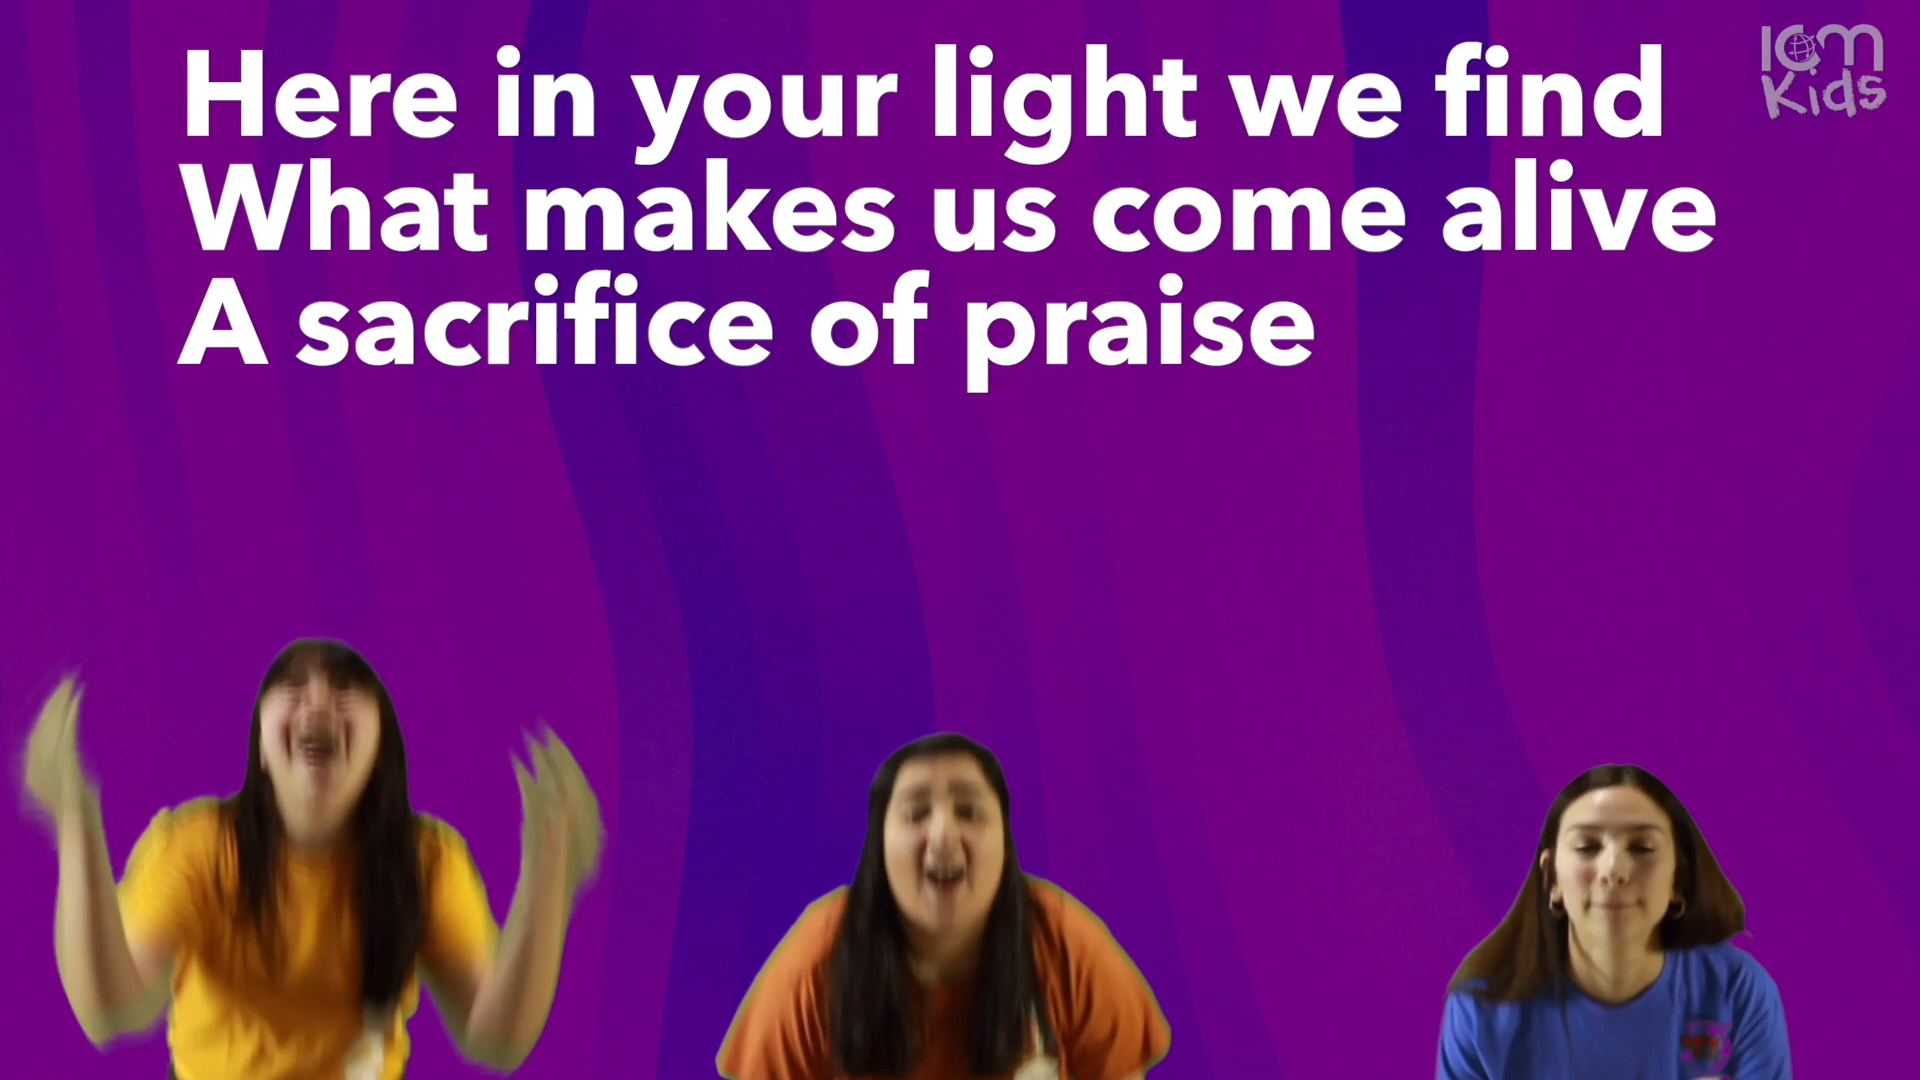 Here in your light we find
What makes us come alive
A sacrifice of praise
ICM
Kids